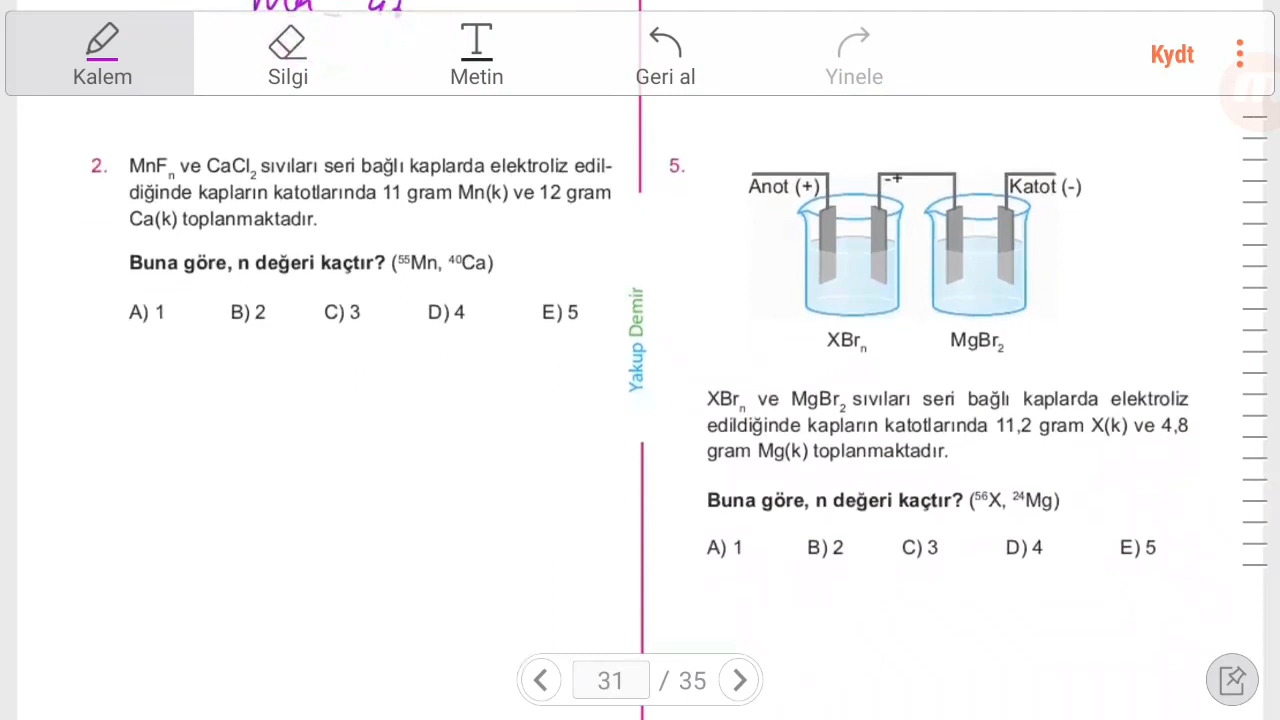 Kalem
Silgi
Metin
Geri al
Yinele
Kydt
2. MnFn ve CaCl2 sıvıları seri bağlı kaplarda elektroliz edil-
diğinde kapların katotlarında 11 gram Mn(k) ve 12 gram
Ca(k) toplanmaktadır.
Buna göre, n değeri kaçtır? (55Mn, 40Ca)
A) 1 B) 2 C) 3 D) 4 E) 5
Yakup Demir
5.
Anot (+) -+ Katot (-)
XBrn MgBr2
XBrn ve MgBr2 sıvıları seri bağlı kaplarda elektroliz
edildiğinde kapların katotlarında 11,2 gram X(k) ve 4,8
gram Mg(k) toplanmaktadır.
Buna göre, n değeri kaçtır? (56X, 24Mg)
A) 1 B) 2 C) 3 D) 4 E) 5
31 / 35